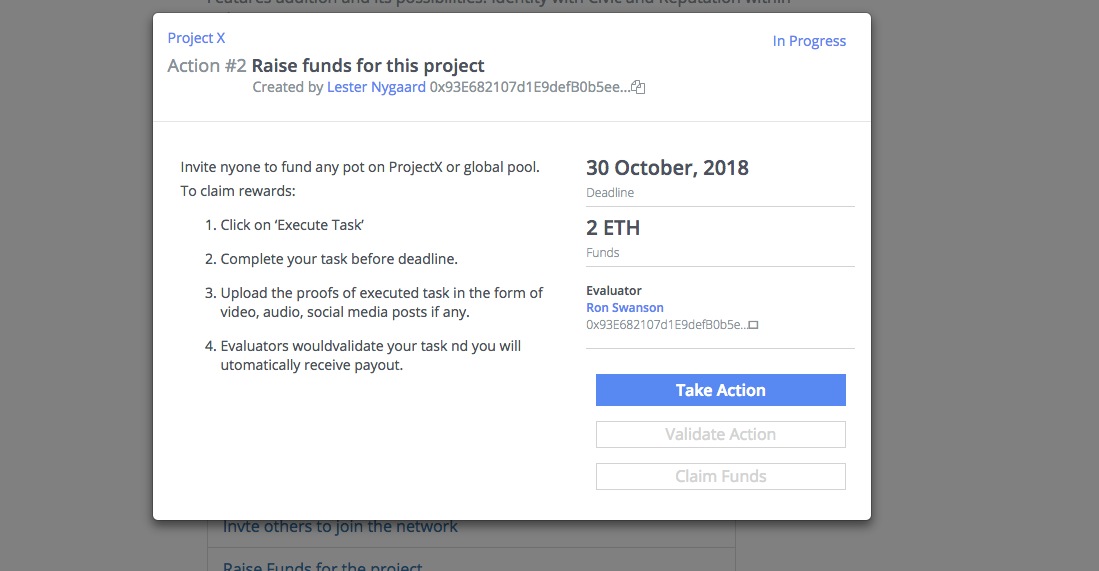 Features addition and its possibilities. Identity with Civic and Reputation within
Project X
In Progress
Action #2 Raise funds for this project
Created by Lester Nygaard 0x93E682107d1E9defB0b5ee...
Invite nyone to fund any pot on ProjectX or global pool.
To claim rewards:
1. Click on ‘Execute Task’
2. Complete your task before deadline.
3. Upload the proofs of executed task in the form of
video, audio, social media posts if any.
4. Evaluators wouldvalidate your task nd you will
utomatically receive payout.
30 October, 2018
Deadline
2 ETH
Funds
Evaluator
Ron Swanson
0x93E682107d1E9defB0b5e...
Take Action
Validate Action
Claim Funds
Invte others to join the network
Raise Funds for the project